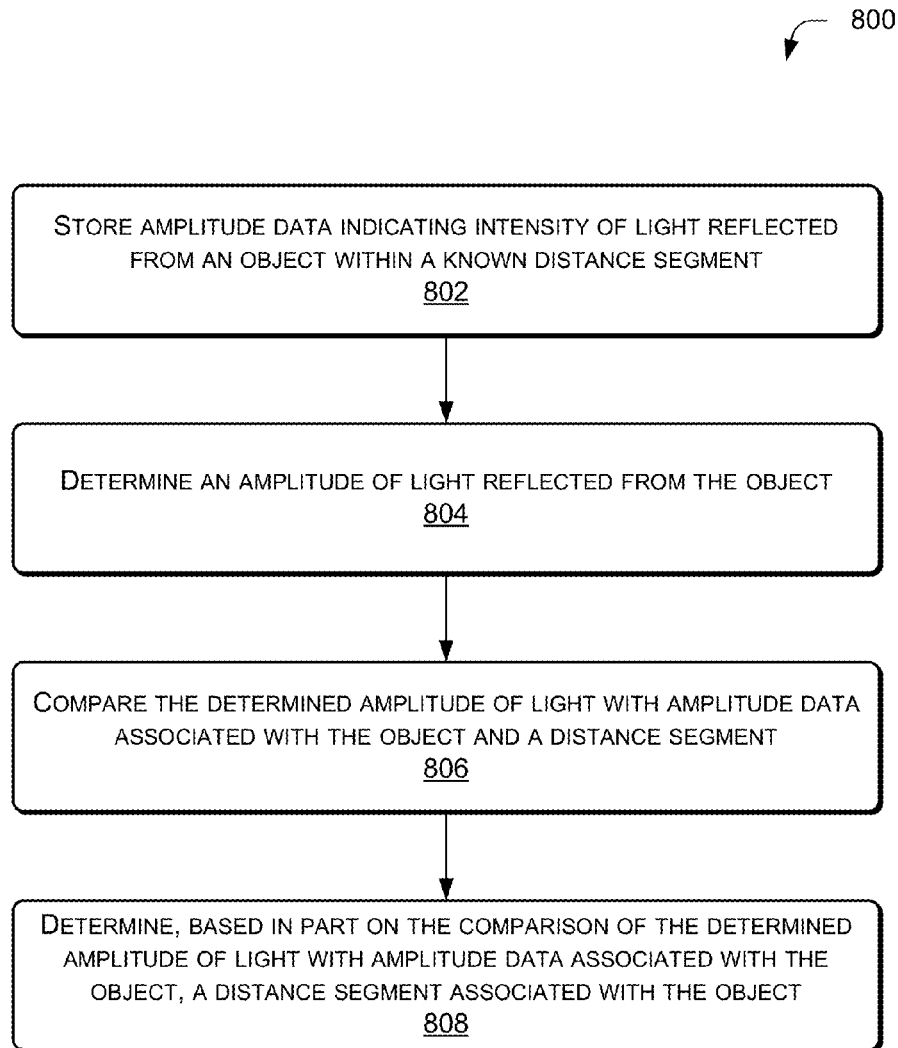 800
STORE AMPLITUDE DATA INDICATING INTENSITY OF LIGHT REFLECTED
FROM AN OBJECT WITHIN A KNOWN DISTANCE SEGMENT
802
DETERMINE AN AMPLITUDE OF LIGHT REFLECTED FROM THE OBJECT
804
COMPARE THE DETERMINED AMPLITUDE OF LIGHT WITH AMPLITUDE DATA
ASSOCIATED WITH THE OBJECT AND A DISTANCE SEGMENT
806
DETERMINE, BASED IN PART ON THE COMPARISON OF THE DETERMINED
AMPLITUDE OF LIGHT WITH AMPLITUDE DATA ASSOCIATED WITH THE
OBJECT, A DISTANCE SEGMENT ASSOCIATED WITH THE OBJECT
808